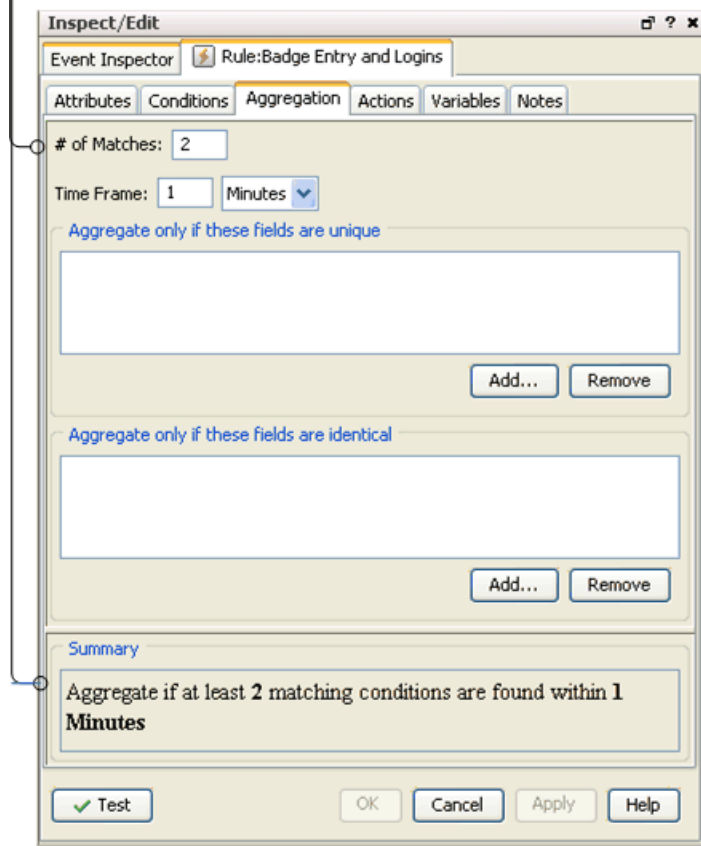 Inspect/Edit ? x
Event Inspector Rule:Badge Entry and Logins
Attributes Conditions Aggregation Actions Variables Notes
# of Matches: 2
Time Frame: 1 Minutes
Aggregate only if these fields are unique
Add... Remove
Aggregate only if these fields are identical
Add... Remove
Summary
Aggregate if at least 2 matching conditions are found within 1
Minutes
Test OK Cancel Apply Help